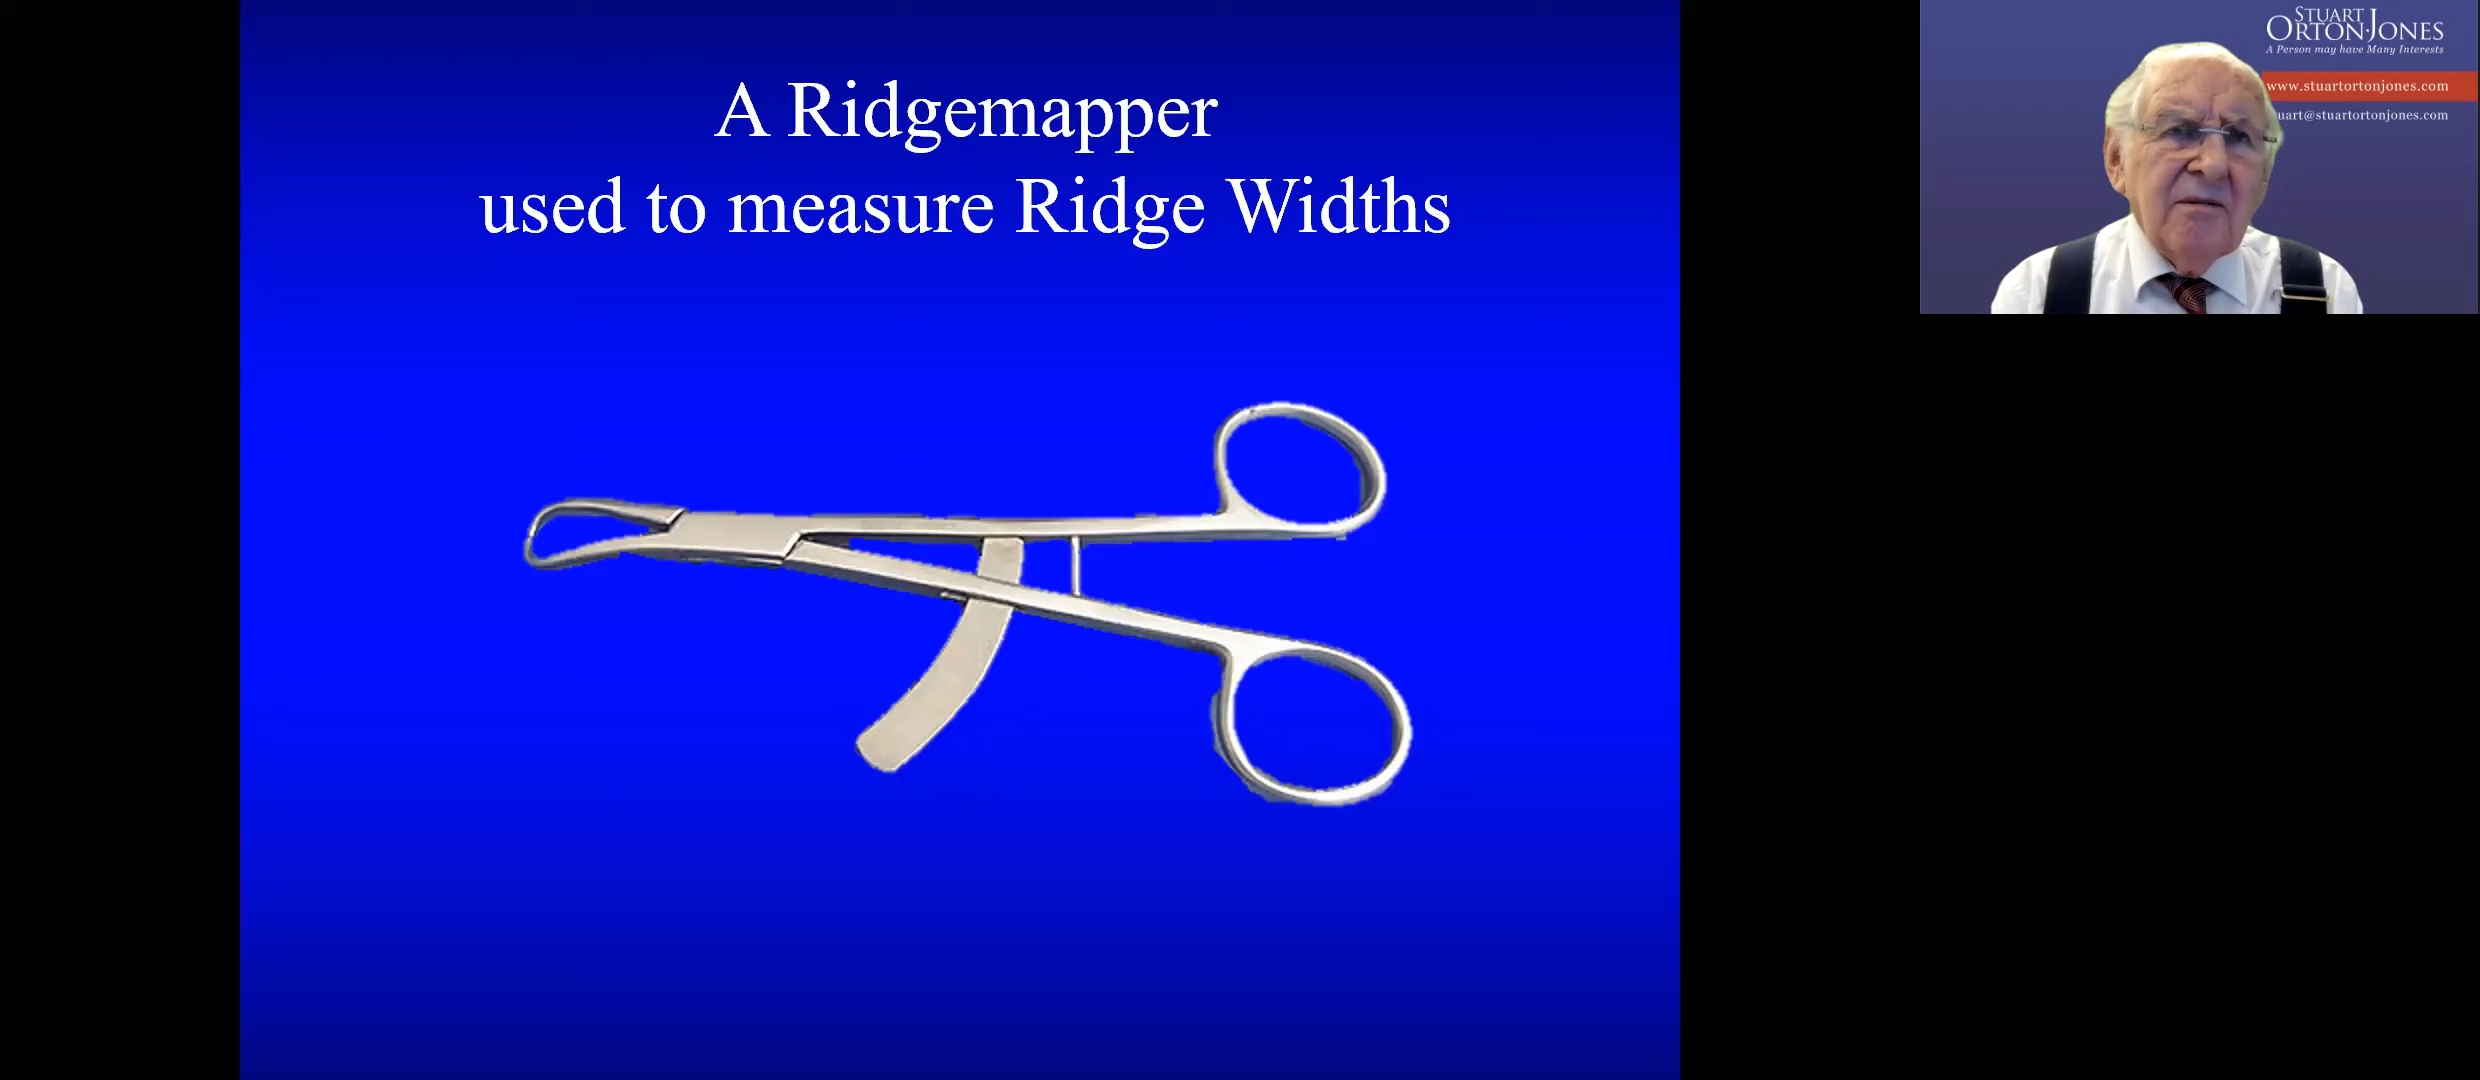 A Ridgemapper
used to measure Ridge Widths
STUART
ORTON-JONES
A Person may have Many Interests
www.stuartortonjones.com
uart@stuartortonjones.com